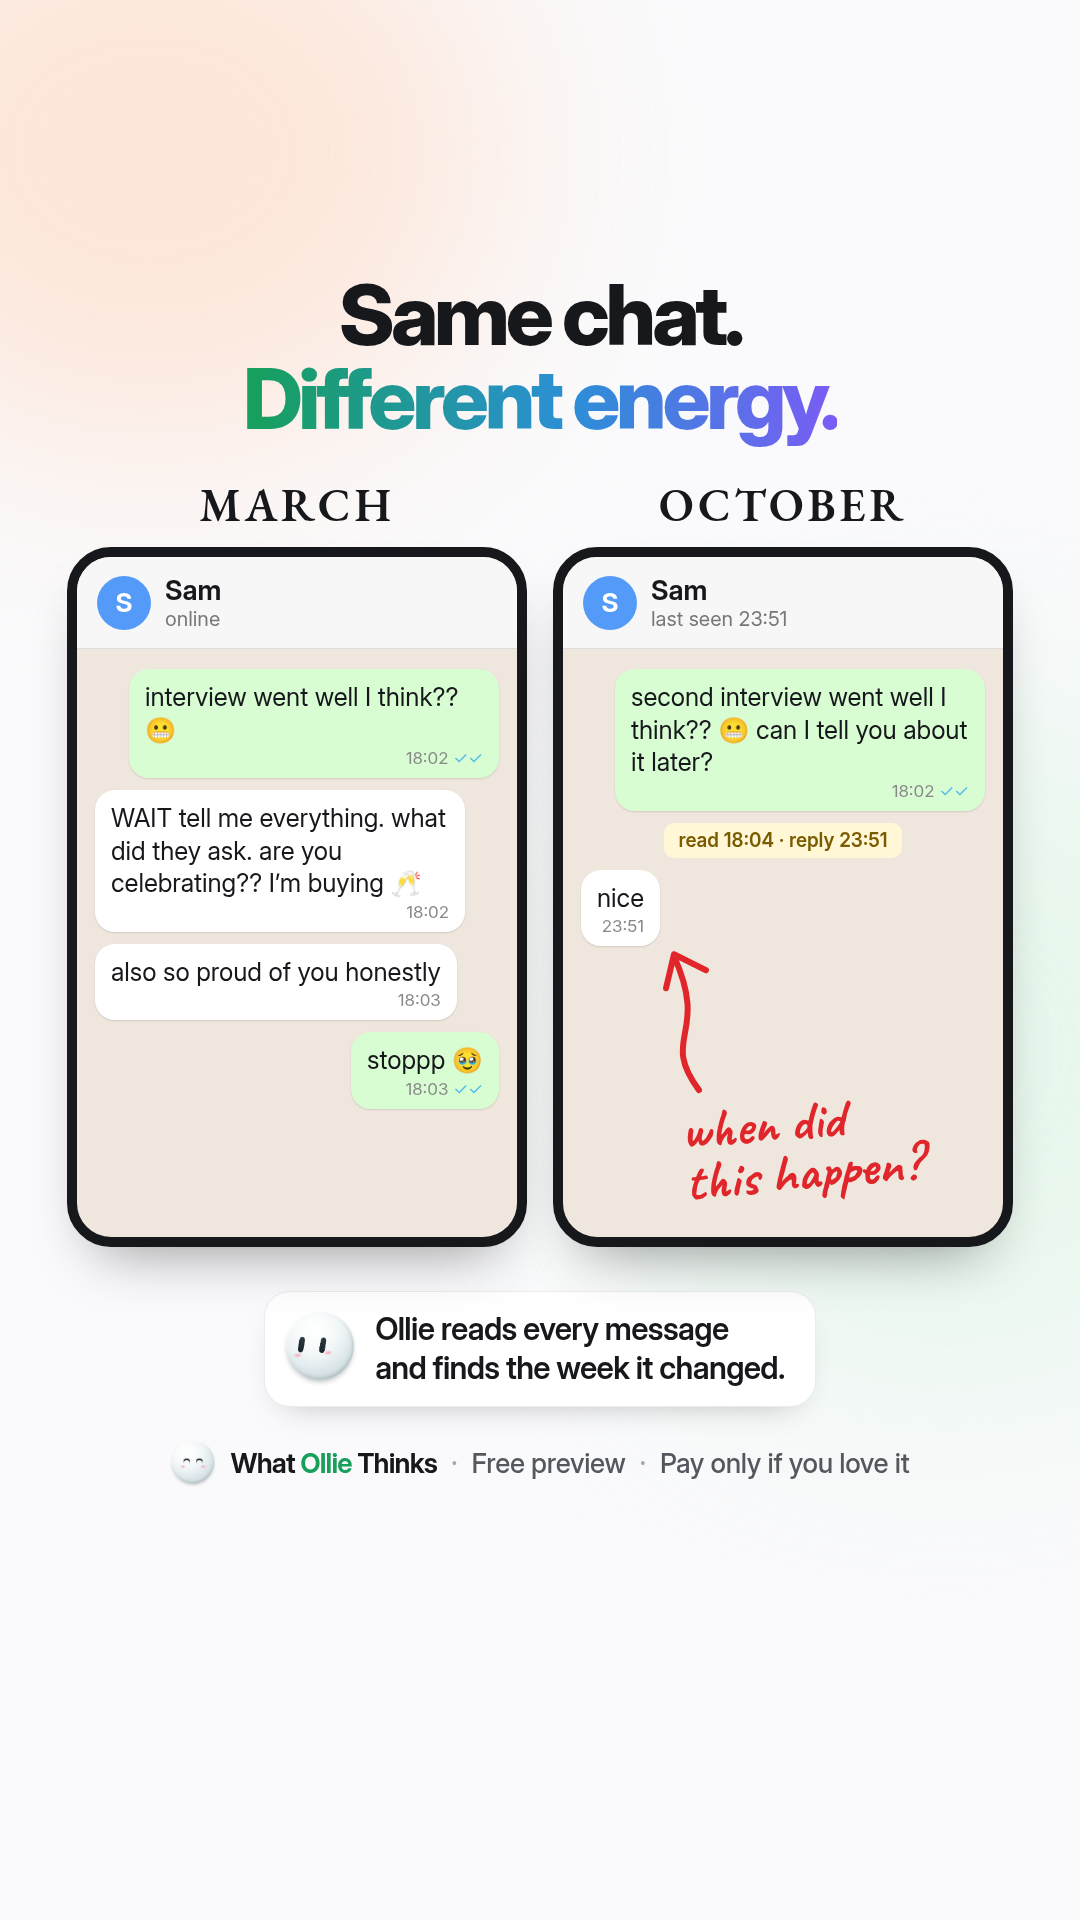 Same chat.
Different energy.
MARCH
S
Sam
online
interview went well I think??
😬
18:02 ✓✓
WAIT tell me everything. what
did they ask. are you
celebrating?? I’m buying 🥂
18:02
also so proud of you honestly
18:03
stoppp 🥹
18:03 ✓✓
OCTOBER
S
Sam
last seen 23:51
second interview went well I
think?? 😬 can I tell you about
it later?
18:02 ✓✓
read 18:04 · reply 23:51
nice
23:51
when did
this happen?
Ollie reads every message
and finds the week it changed.
What Ollie Thinks · Free preview · Pay only if you love it